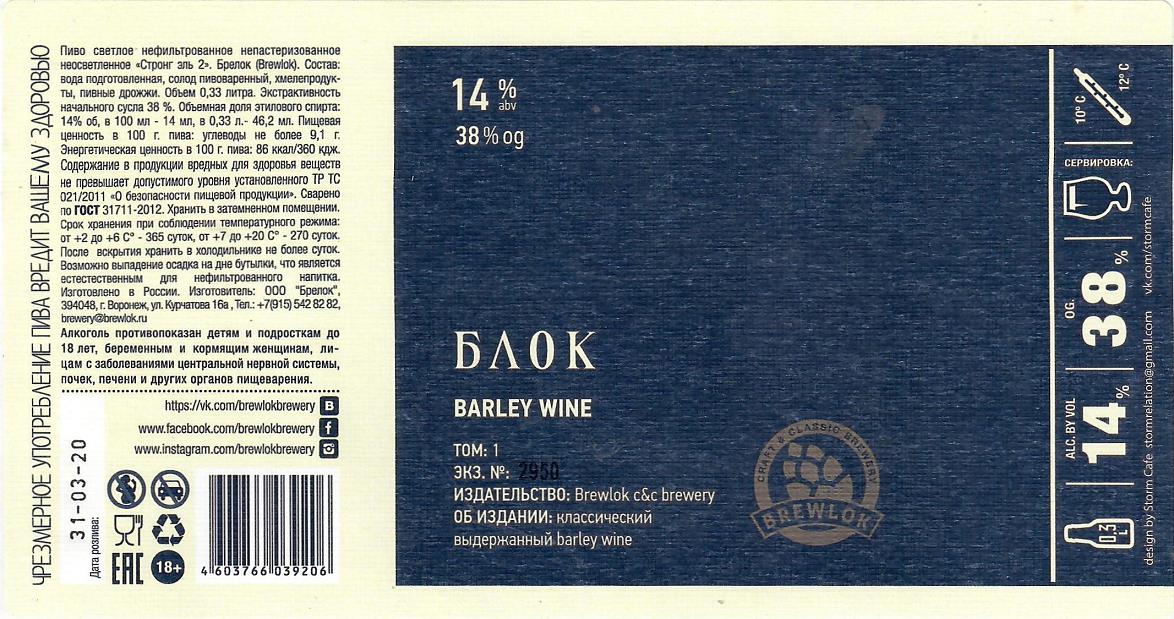 ЧРЕЗМЕРНОЕ УПОТРЕБЛЕНИЕ ПИВА ВРЕДИТ ВАШЕМУ ЗДОРОВЬЮ
Пиво светлое нефильтрованное непастеризованное
неосветленное «Стронг эль 2». Брелок (Brewlok). Состав:
вода подготовленная, солод пивоваренный, хмелепродук-
ты, пивные дрожжи. Объем 0,33 литра. Экстрактивность
начального сусла 38 %. Объемная доля этилового спирта:
14% об, в 100 мл - 14 мл, в 0,33 л.- 46,2 мл. Пищевая
ценность в 100 г. пива: углеводы не более 9,1 г.
Энергетическая ценность в 100 г. пива: 86 ккал/360 кдж.
Содержание в продукции вредных для здоровья веществ
не превышает допустимого уровня установленного ТР ТС
021/2011 «О безопасности пищевой продукции». Сварено
по ГОСТ 31711-2012. Хранить в затемненном помещении.
Срок хранения при соблюдении температурного режима:
от +2 до +6 С° - 365 суток, от +7 до +20 С° - 270 суток.
После вскрытия хранить в холодильнике не более суток.
Возможно выпадение осадка на дне бутылки, что является
естестественным для нефильтрованного напитка.
Изготовлено в России. Изготовитель: ООО "Брелок",
394048, г. Воронеж, ул. Курчатова 16а , Тел.: +7(915) 542 82 82,
brewery@brewlok.ru
Алкоголь противопоказан детям и подросткам до
18 лет, беременным и кормящим женщинам, ли-
цам с заболеваниями центральной нервной системы,
почек, печени и других органов пищеварения.
https://vk.com/brewlokbrewery B
www.facebook.com/brewlokbrewery f
www.instagram.com/brewlokbrewery
Дата розлива:
31-03-20
EAC
18+
4 603766 039206
14 %
abv
38 % og
БЛОК
BARLEY WINE
ТОМ: 1
ЭКЗ. №: 2950
ИЗДАТЕЛЬСТВО: Brewlok c&c brewery
ОБ ИЗДАНИИ: классический
выдержанный barley wine
CRAFT & CLASSIC BREWERY
BREWLOK
10° C
12° C
СЕРВИРОВКА:
OG.
38 %
ALC. BY VOL
14 %
0,3 L
design by Storm Cafe stormrelation@gmail.com vk.com/stormcafe